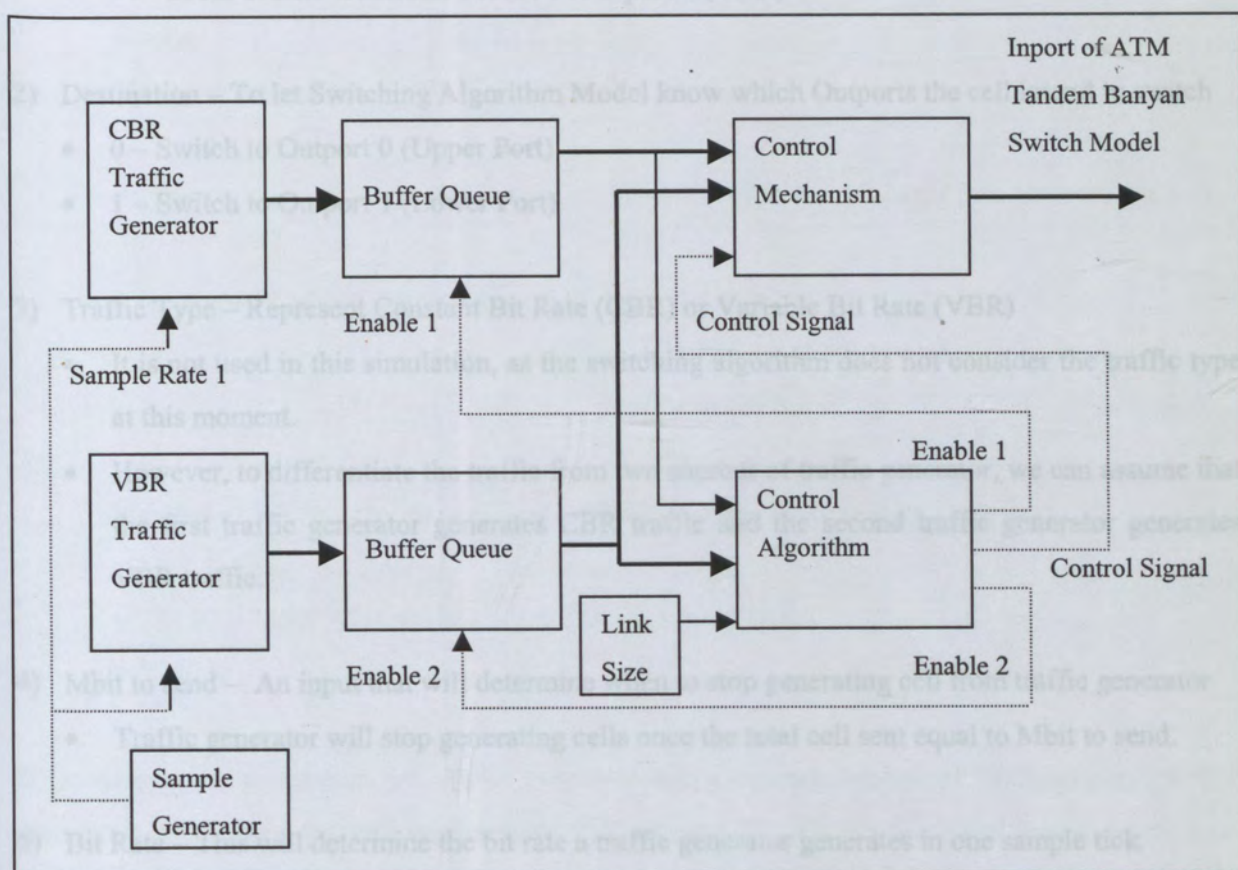 Inport of ATM
Tandem Banyan
Switch Model
CBR
Traffic
Generator
Buffer Queue
Control
Mechanism
Enable 1
Control Signal
Sample Rate 1
VBR
Traffic
Generator
Buffer Queue
Control
Algorithm
Enable 1
Control Signal
Link
Size
Enable 2
Enable 2
Sample
Generator
2) Destination – To let Switching Algorithm Model know which Outports the cell
• 0 – Switch to Outport 0 (Upper Port)
• 1 – Switch to Outport 1 (Lower Port)
3) Traffic Type – Represent Constant Bit Rate (CBR) or Variable Bit Rate (VBR)
• It is not used in this simulation, as the switching algorithm does not consider the traffic type
at this moment.
• However, to differentiate the traffic from two sources of traffic generator, we can assume that
first traffic generator generates CBR traffic and the second traffic generator generates
4) Mbit to send – An input that will determine when to stop generating cell from traffic generator
• Traffic generator will stop generating cells once the total cell sent equal to Mbit to send.
Bit Rate – This will determine the bit rate a traffic generator generates in one sample tick.